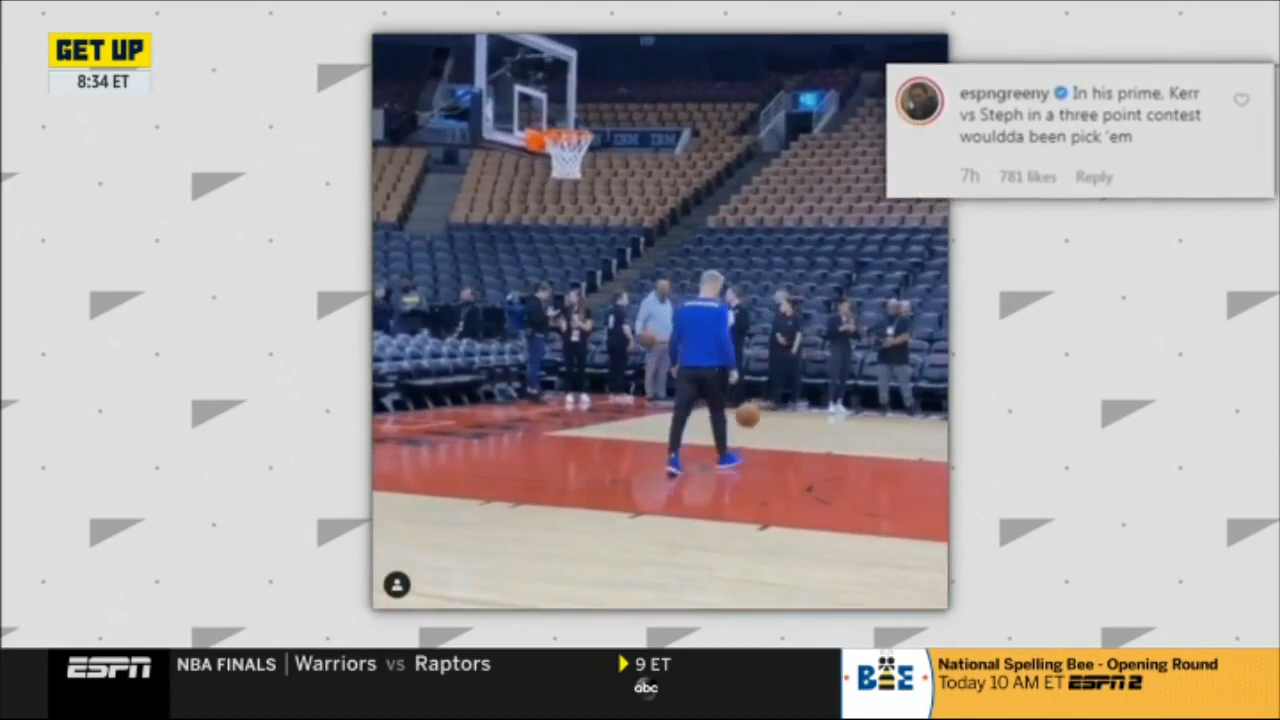 GET UP
8:34 ET
IBM IBM
espngreeny In his prime. Kerr
vs Steph in a three point contest
wouldda been pick 'em
7h 781 likes Reply
ESPN NBA FINALS Warriors vs Raptors 9 ET
abc
BEE
National Spelling Bee - Opening Round
Today 10 AM ET ESPN2